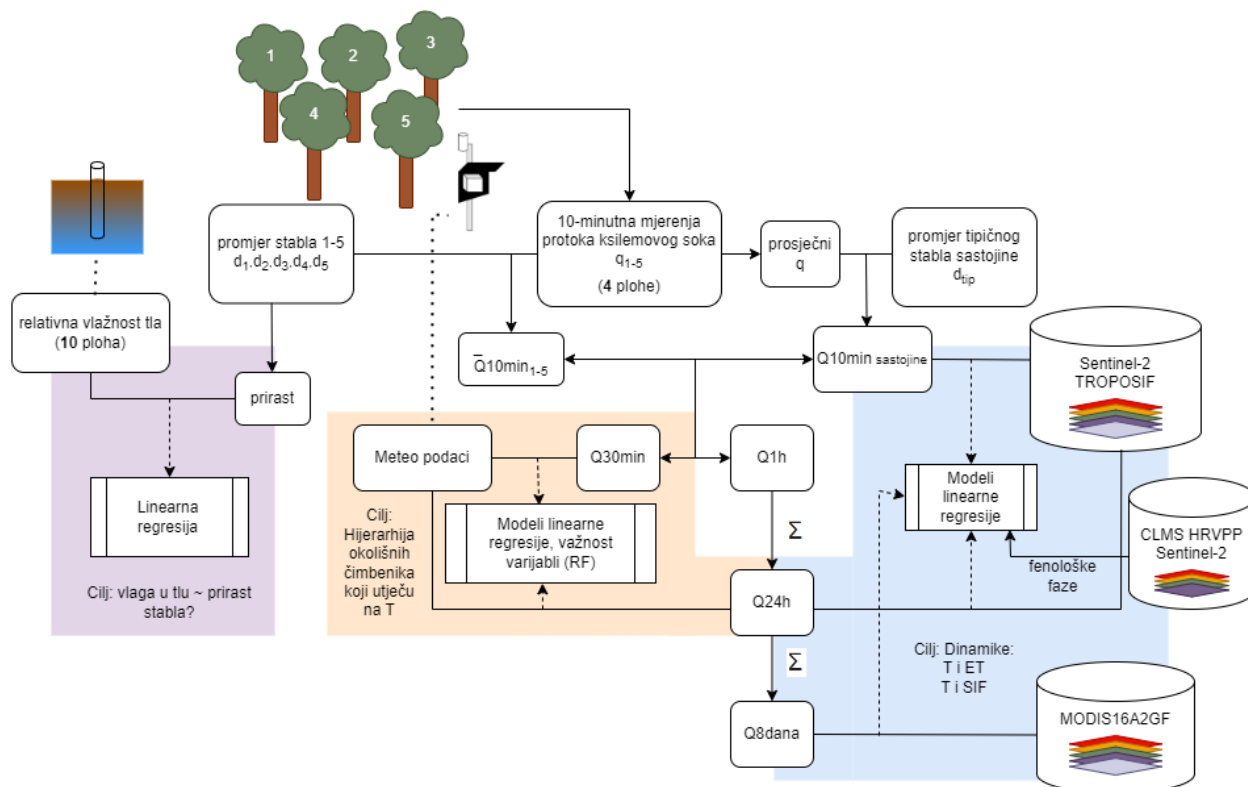 1
2
3
4
5
promjer stabla 1-5
d₁.d₂.d₃.d₄.d₅
10-minutna mjerenja
protoka ksilemovog soka
q₁₋₅
(4 plohe)
prosječni
q
promjer tipičnog
stabla sastojine
d_tip
relativna vlažnost tla
(10 ploha)
prirast
Q̅10min₁₋₅
Q10min sastojine
Sentinel-2
TROPOSIF
Meteo podaci
Q30min
Q1h
Linearna
regresija
Cilj: vlaga u tlu ~ prirast
stabla?
Cilj:
Hijerarhija
okolišnih
čimbenika
koji utječu
na T
Modeli linearne
regresije, važnost
varijabli (RF)
Σ
Modeli
linearne
regresije
CLMS HRVPP
Sentinel-2
fenološke
faze
Q24h
Σ
Cilj: Dinamike:
T i ET
T i SIF
Q8dana
MODIS16A2GF